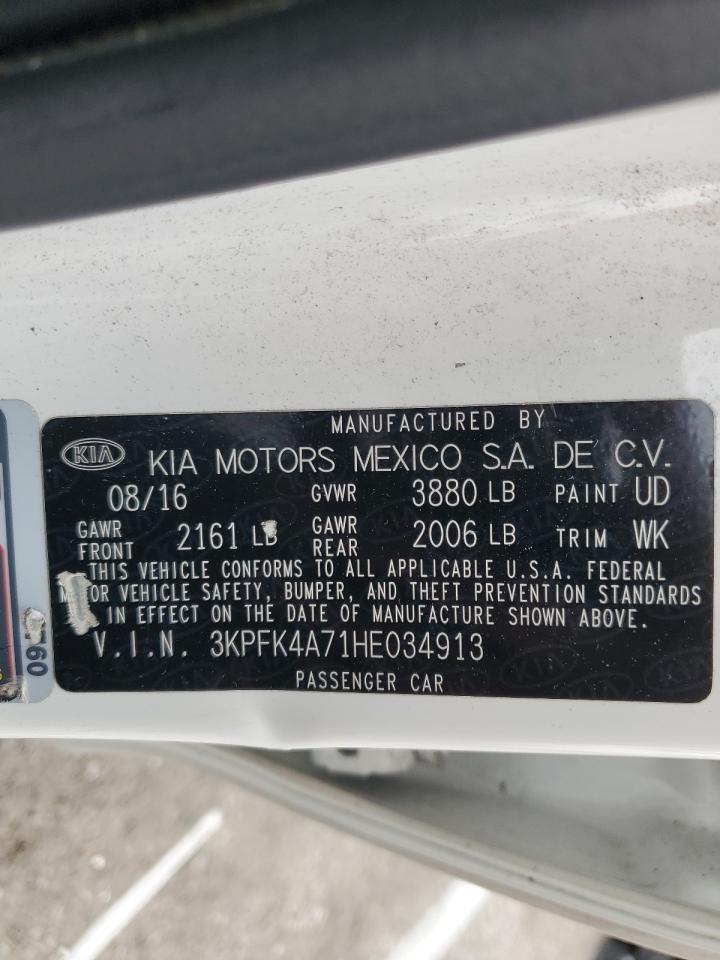 MANUFACTURED BY
KIA KIA MOTORS MEXICO S.A. DE C.V.
08/16 GVWR 3880 LB PAINT UD
GAWR FRONT 2161 LB GAWR REAR 2006 LB TRIM WK
THIS VEHICLE CONFORMS TO ALL APPLICABLE U.S.A. FEDERAL
MOTOR VEHICLE SAFETY, BUMPER, AND THEFT PREVENTION STANDARDS
IN EFFECT ON THE DATE OF MANUFACTURE SHOWN ABOVE.
V.I.N. 3KPFK4A71HE034913
PASSENGER CAR